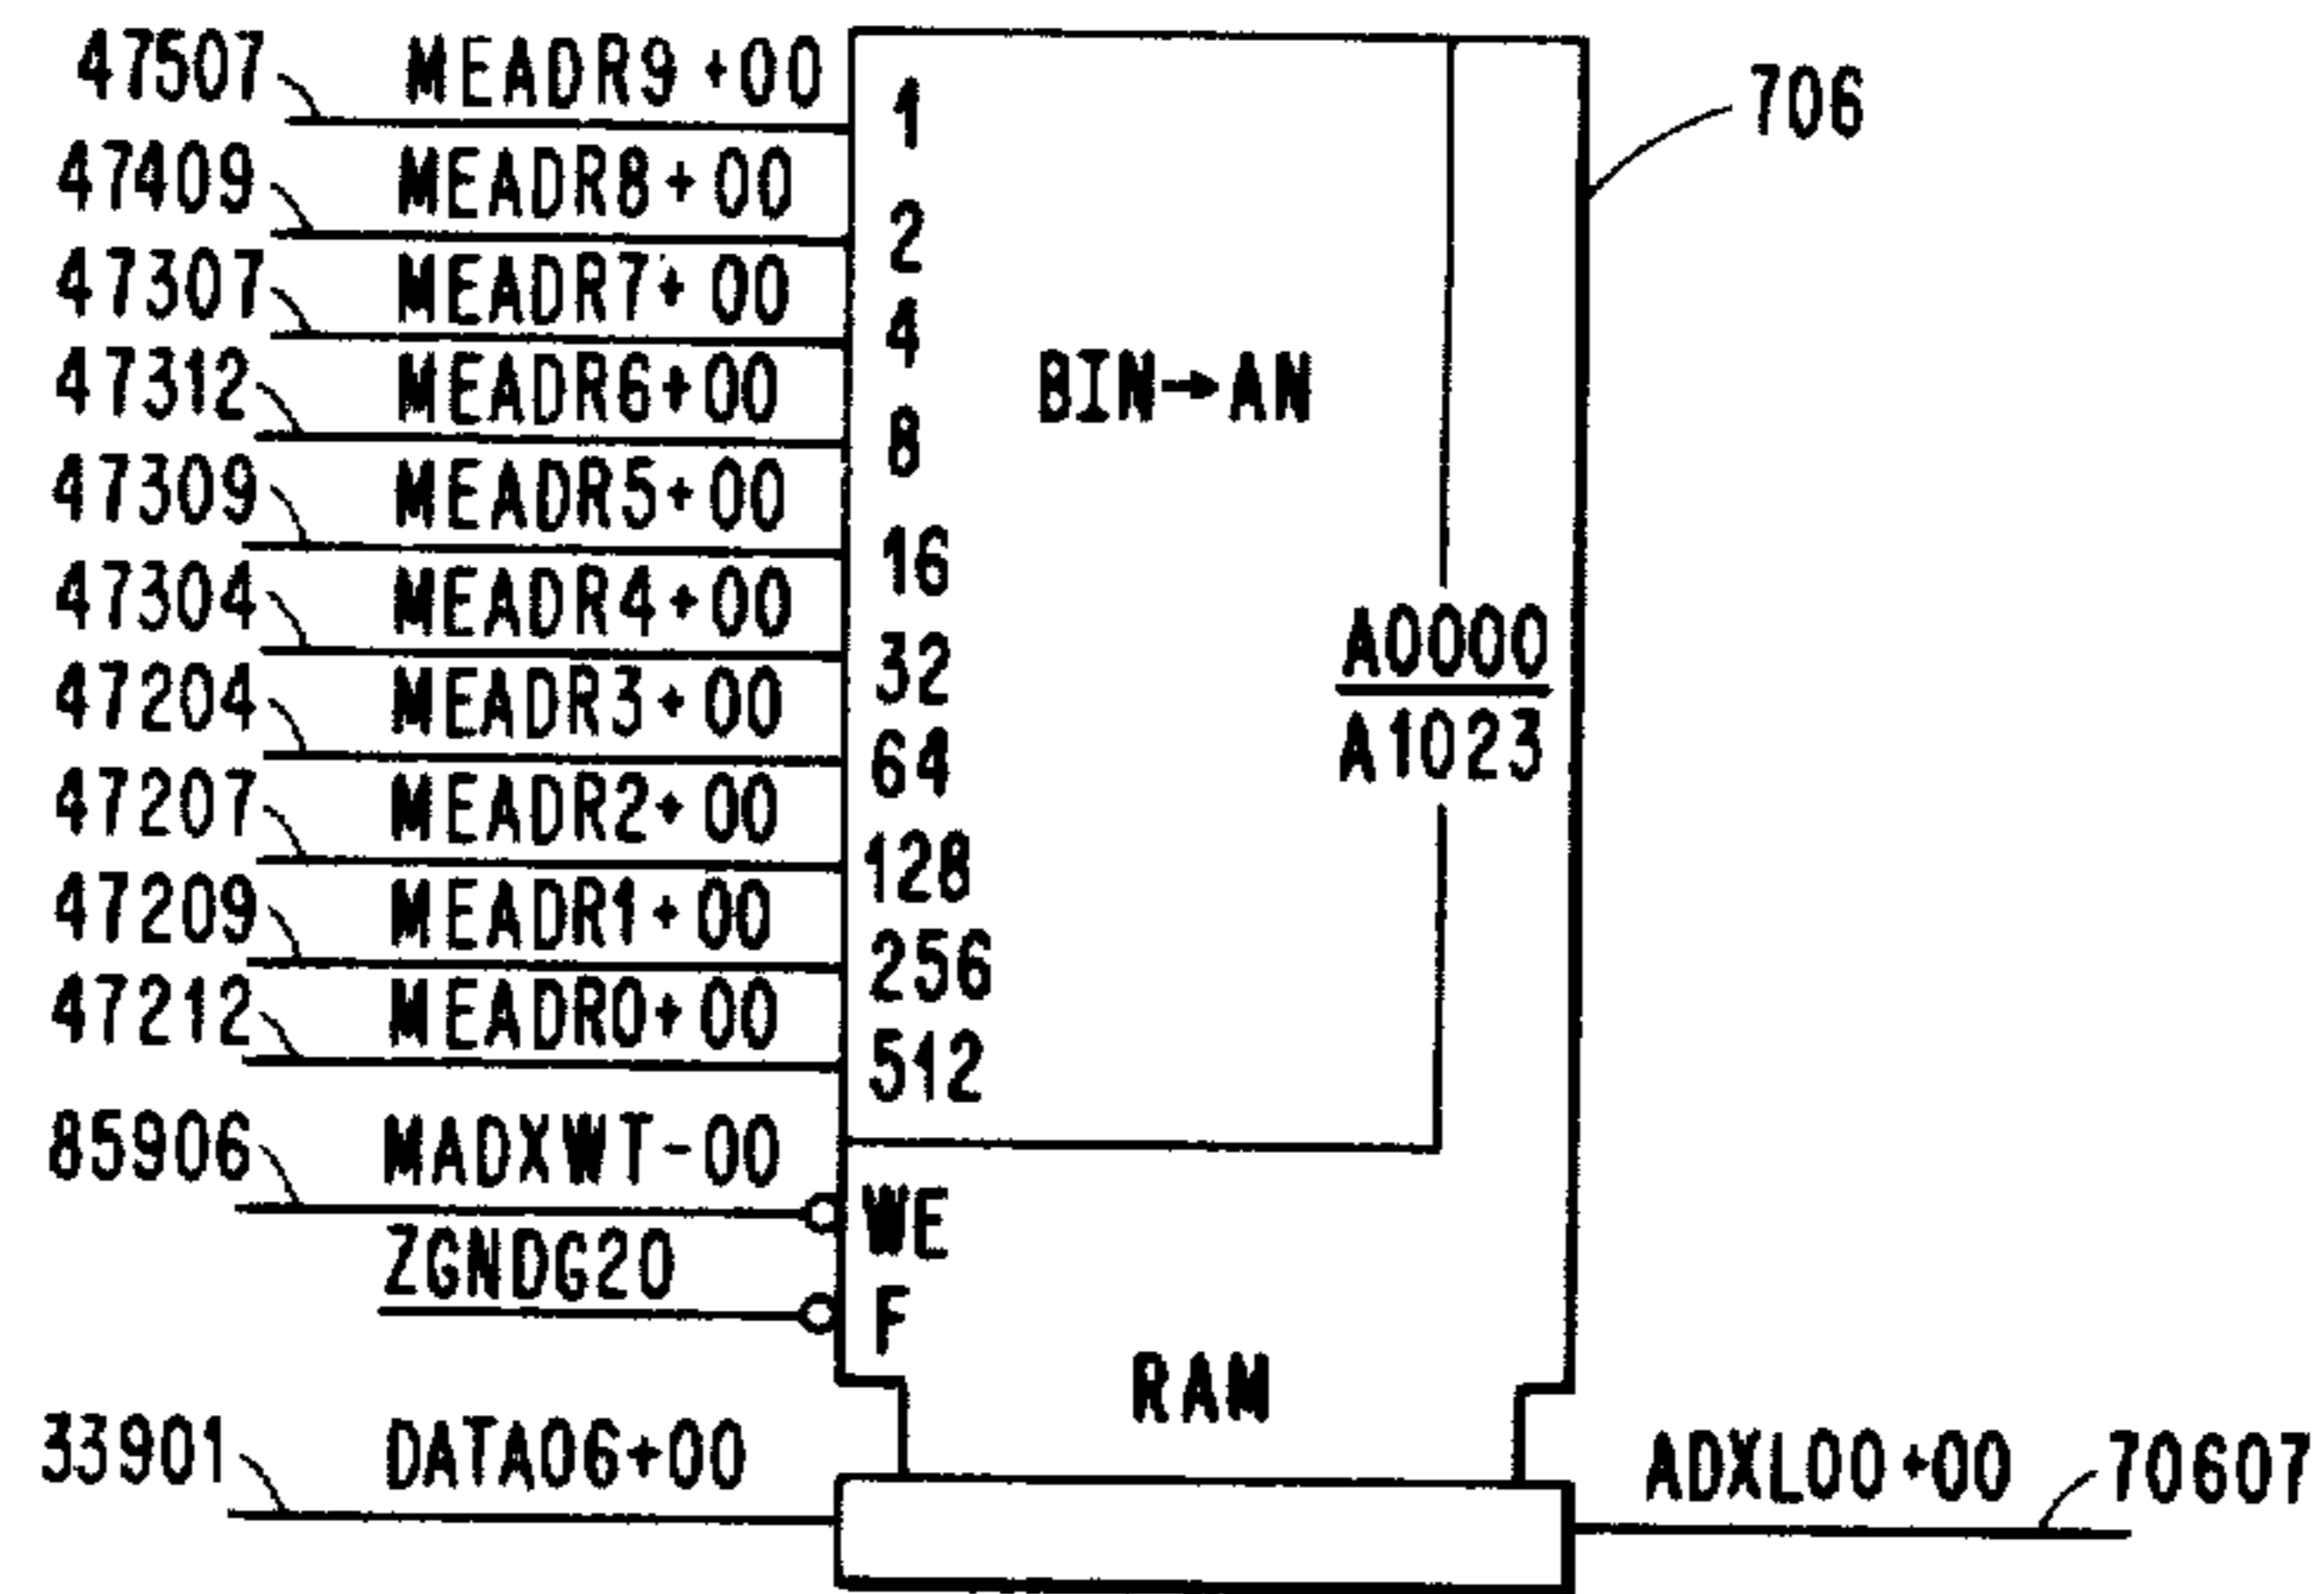 47507 MEADR9+00 1 706
47409 MEADR8+00 2
47307 MEADR7+00 4
47312 MEADR6+00 8
BIN→AN
47309 MEADR5+00 16
47304 MEADR4+00 32
A0000
47204 MEADR3+00 64
A1023
47207 MEADR2+00 128
47209 MEADR1+00 256
47212 MEADR0+00 512
85906 MADXWT-00 WE
ZGNDG20 F
RAM
33901 DATA06+00 ADXL00+00 70607